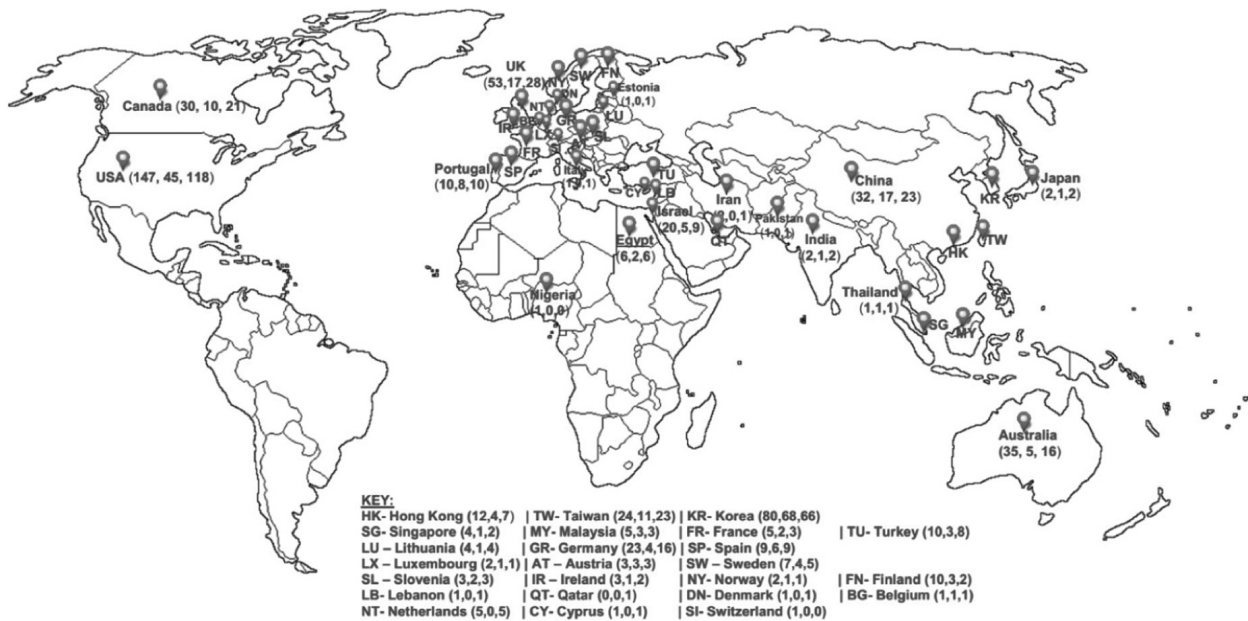 UK
(53,17,28)
NY
SW
FN
DN
Estonia
(1,0,1)
Canada (30, 10, 21)
NT
LU
IR
GR
SL
LX
AT
SI
FR
USA (147, 45, 118)
Portugal
(10,8,10)
SP
Italy
TU
CY
LB
Iran
China
(32, 17, 23)
KR
Japan
(2,1,2)
Israel
(20,5,9)
Pakistan
(1,0,1)
QT
India
(2,1,2)
Egypt
(6,2,6)
HK
TW
Nigeria
(1,0,0)
Thailand
(1,1,1)
SG
MY
Australia
(35, 5, 16)
KEY:
HK- Hong Kong (12,4,7) | TW- Taiwan (24,11,23) | KR- Korea (80,68,66)
SG- Singapore (4,1,2) | MY- Malaysia (5,3,3) | FR- France (5,2,3) | TU- Turkey (10,3,8)
LU – Lithuania (4,1,4) | GR- Germany (23,4,16) | SP- Spain (9,6,9)
LX – Luxembourg (2,1,1) | AT – Austria (3,3,3) | SW – Sweden (7,4,5)
SL – Slovenia (3,2,3) | IR – Ireland (3,1,2) | NY- Norway (2,1,1) | FN- Finland (10,3,2)
LB- Lebanon (1,0,1) | QT- Qatar (0,0,1) | DN- Denmark (1,0,1) | BG- Belgium (1,1,1)
NT- Netherlands (5,0,5) | CY- Cyprus (1,0,1) | SI- Switzerland (1,0,0)